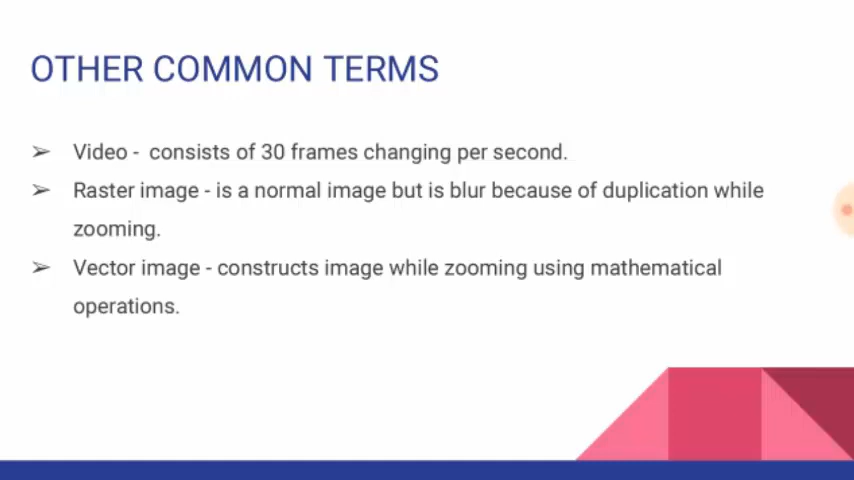 OTHER COMMON TERMS
➢ Video - consists of 30 frames changing per second.
➢ Raster image - is a normal image but is blur because of duplication while
zooming.
➢ Vector image - constructs image while zooming using mathematical
operations.